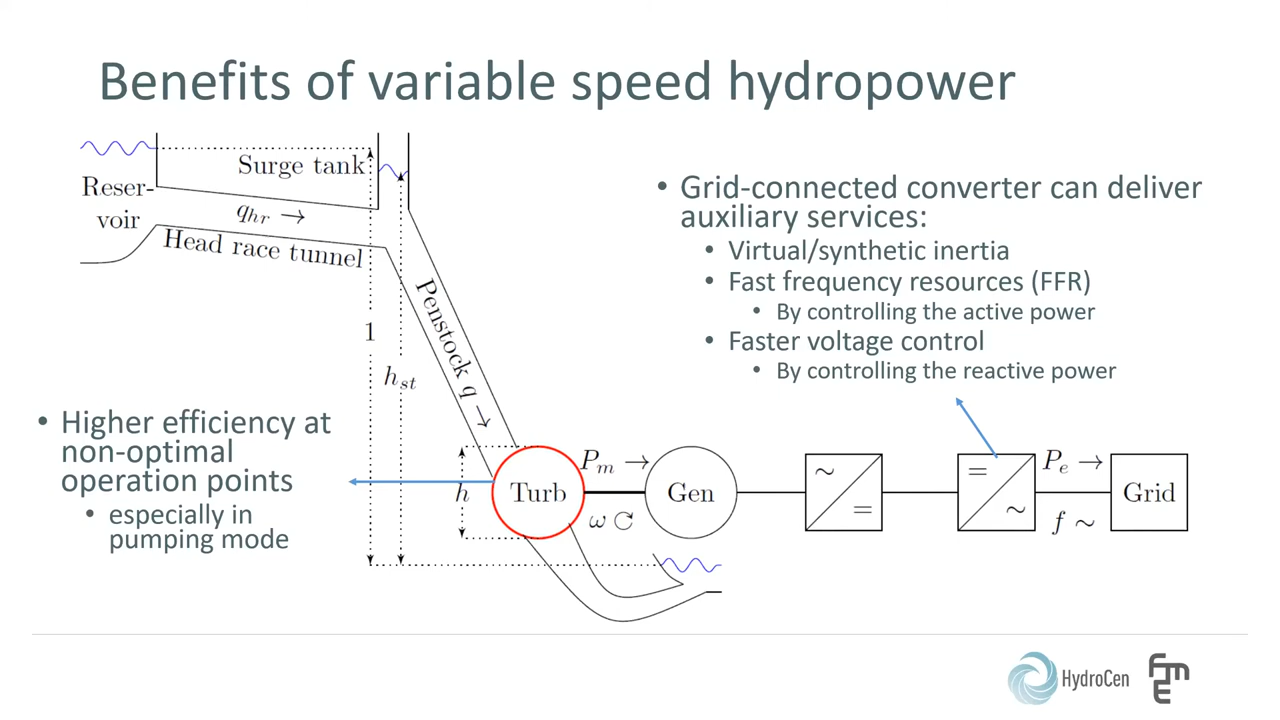 Benefits of variable speed hydropower
Surge tank
Reser-
voir
q_hr →
Head race tunnel
Penstock q →
1
h_st
• Higher efficiency at
non-optimal
operation points
• especially in
pumping mode
h
Turb
P_m →
ω ↻
Gen
~
=
=
~
P_e →
f ~
Grid
• Grid-connected converter can deliver
auxiliary services:
• Virtual/synthetic inertia
• Fast frequency resources (FFR)
• By controlling the active power
• Faster voltage control
• By controlling the reactive power
HydroCen
fme